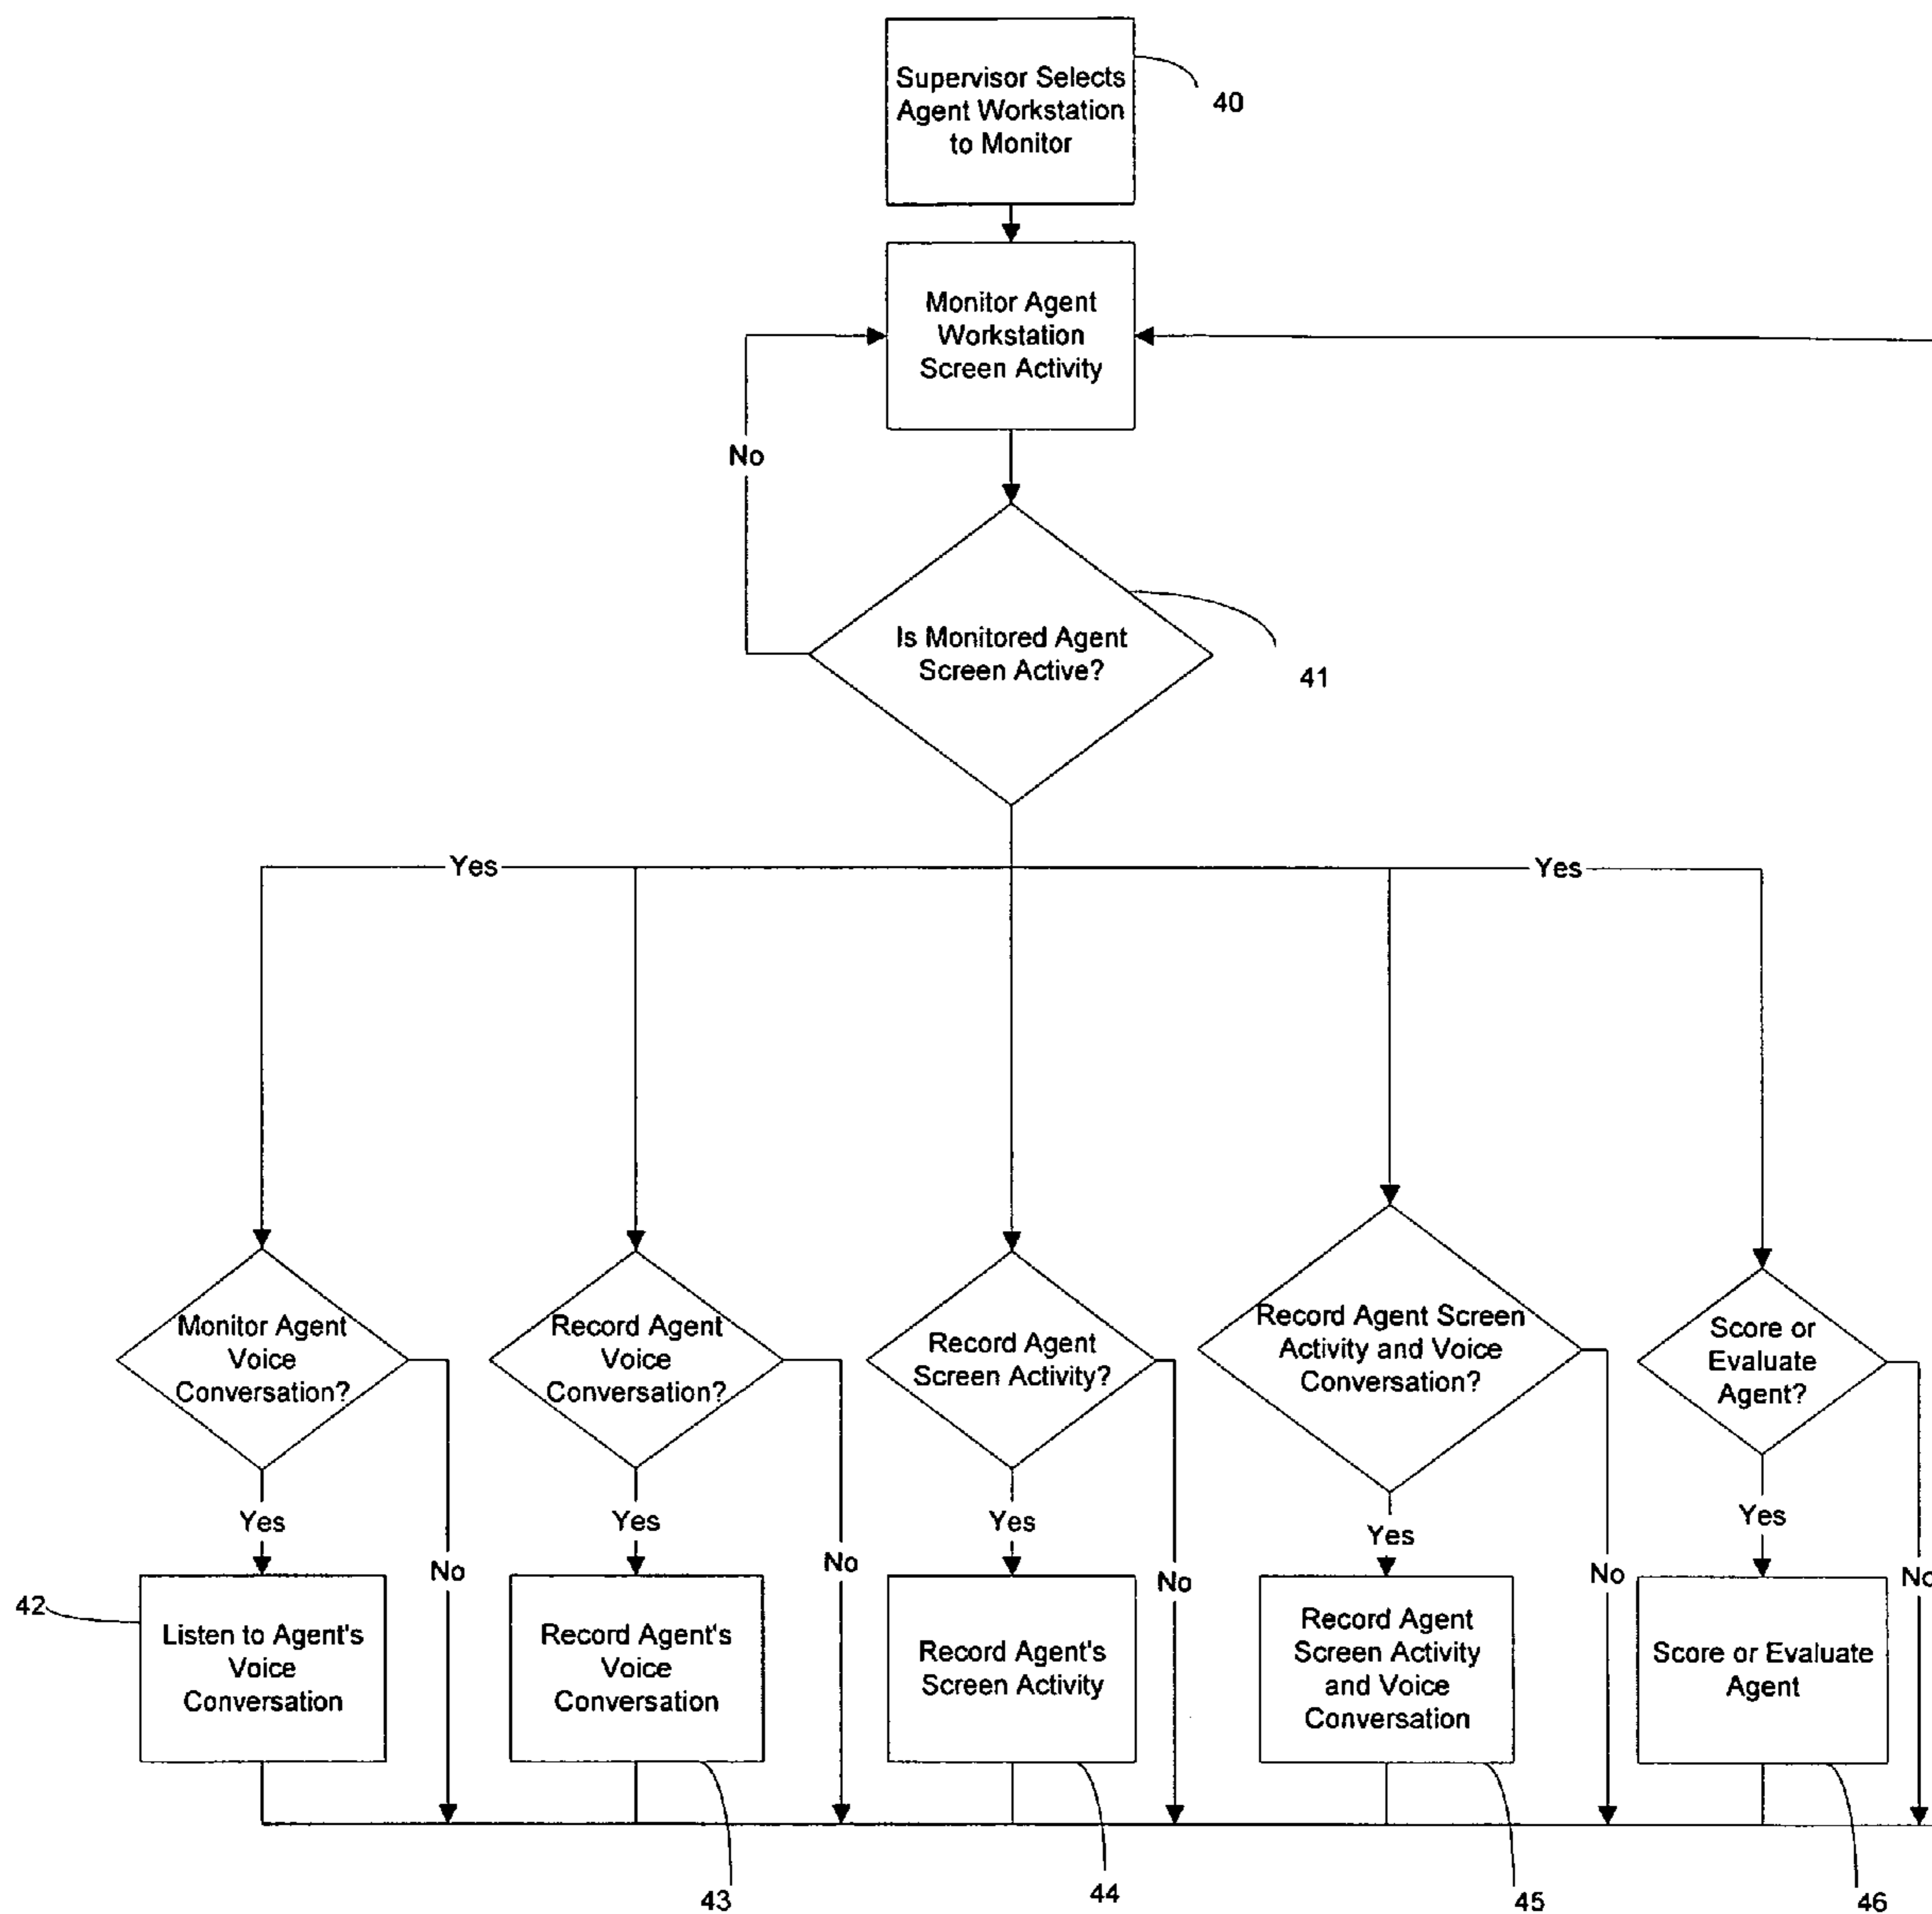 Supervisor Selects
Agent Workstation
to Monitor
40
Monitor Agent
Workstation
Screen Activity
No
Is Monitored Agent
Screen Active?
41
Yes
Yes
Monitor Agent
Voice
Conversation?
Record Agent
Voice
Conversation?
Record Agent
Screen Activity?
Record Agent Screen
Activity and Voice
Conversation?
Score or
Evaluate
Agent?
Yes
No
Yes
No
Yes
No
Yes
No
Yes
No
42
Listen to Agent's
Voice
Conversation
Record Agent's
Voice
Conversation
Record Agent's
Screen Activity
Record Agent
Screen Activity
and Voice
Conversation
Score or Evaluate
Agent
43
44
45
46